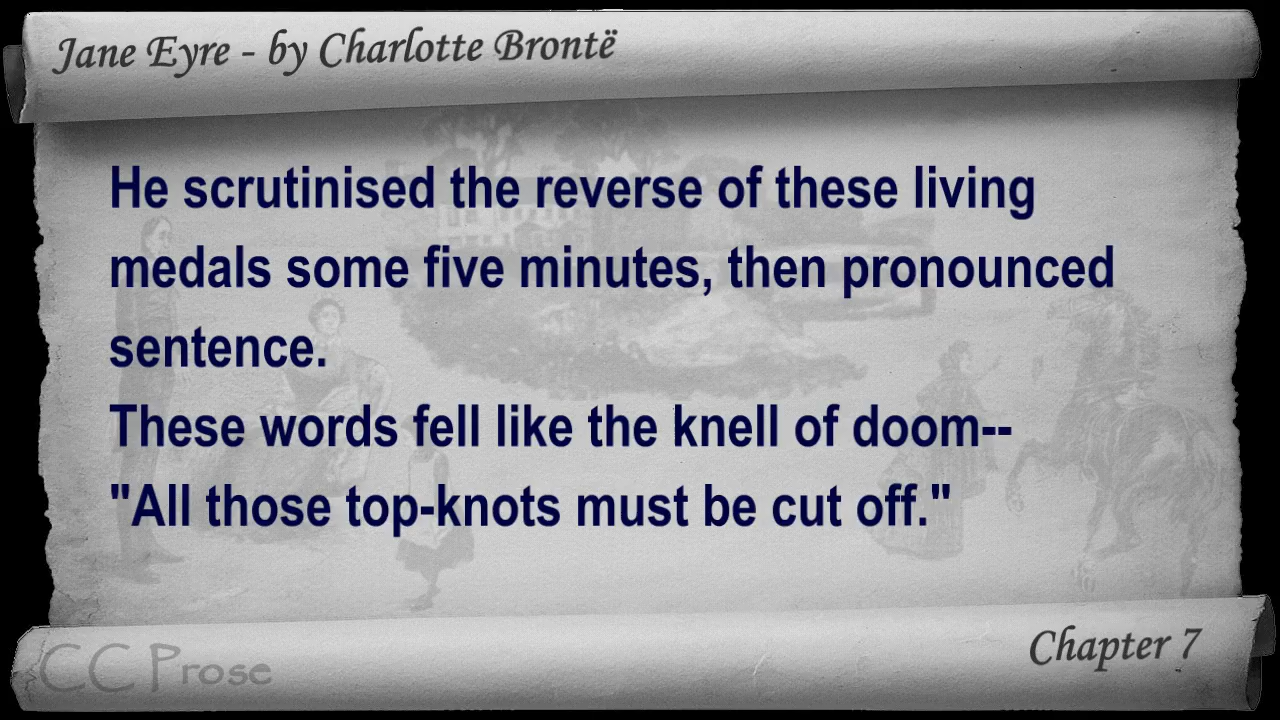 Jane Eyre - by Charlotte Brontë
He scrutinised the reverse of these living
medals some five minutes, then pronounced
sentence.
These words fell like the knell of doom--
"All those top-knots must be cut off."
Chapter 7
CC Prose